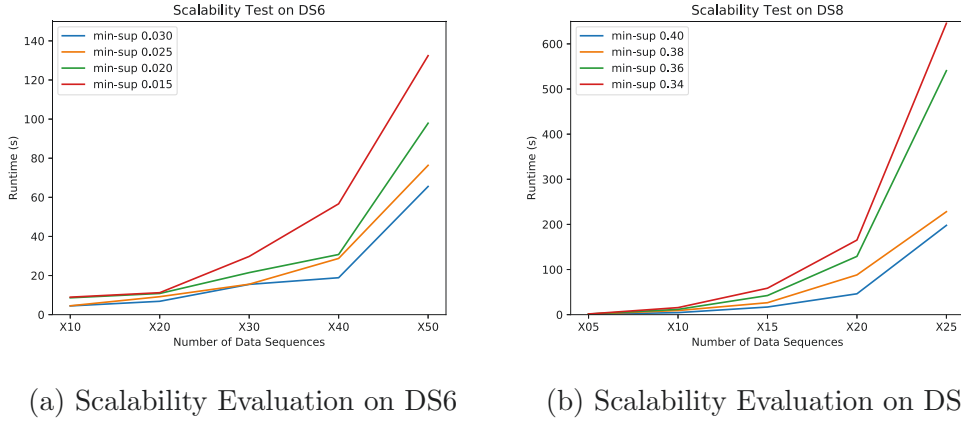 Scalability Test on DS6
min-sup 0.030
min-sup 0.025
min-sup 0.020
min-sup 0.015
Runtime (s)
140
120
100
80
60
40
20
0
X10 X20 X30 X40 X50
Number of Data Sequences
(a) Scalability Evaluation on DS6
Scalability Test on DS8
min-sup 0.40
min-sup 0.38
min-sup 0.36
min-sup 0.34
Runtime (s)
600
500
400
300
200
100
0
X05 X10 X15 X20 X25
Number of Data Sequences
(b) Scalability Evaluation on DS